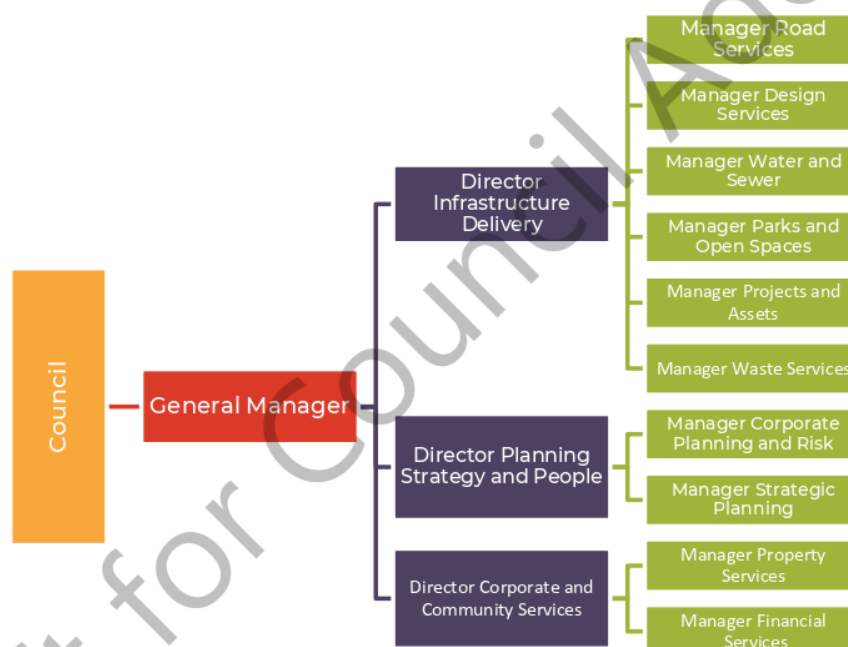 Council
General Manager
Director
Infrastructure
Delivery
Director Planning
Strategy and People
Director Corporate and
Community Services
Manager Road
Services
Manager Design
Services
Manager Water and
Sewer
Manager Parks and
Open Spaces
Manager Projects and
Assets
Manager Waste Services
Manager Corporate
Planning and Risk
Manager Strategic
Planning
Manager Property
Services
Manager Financial
Services
for Council